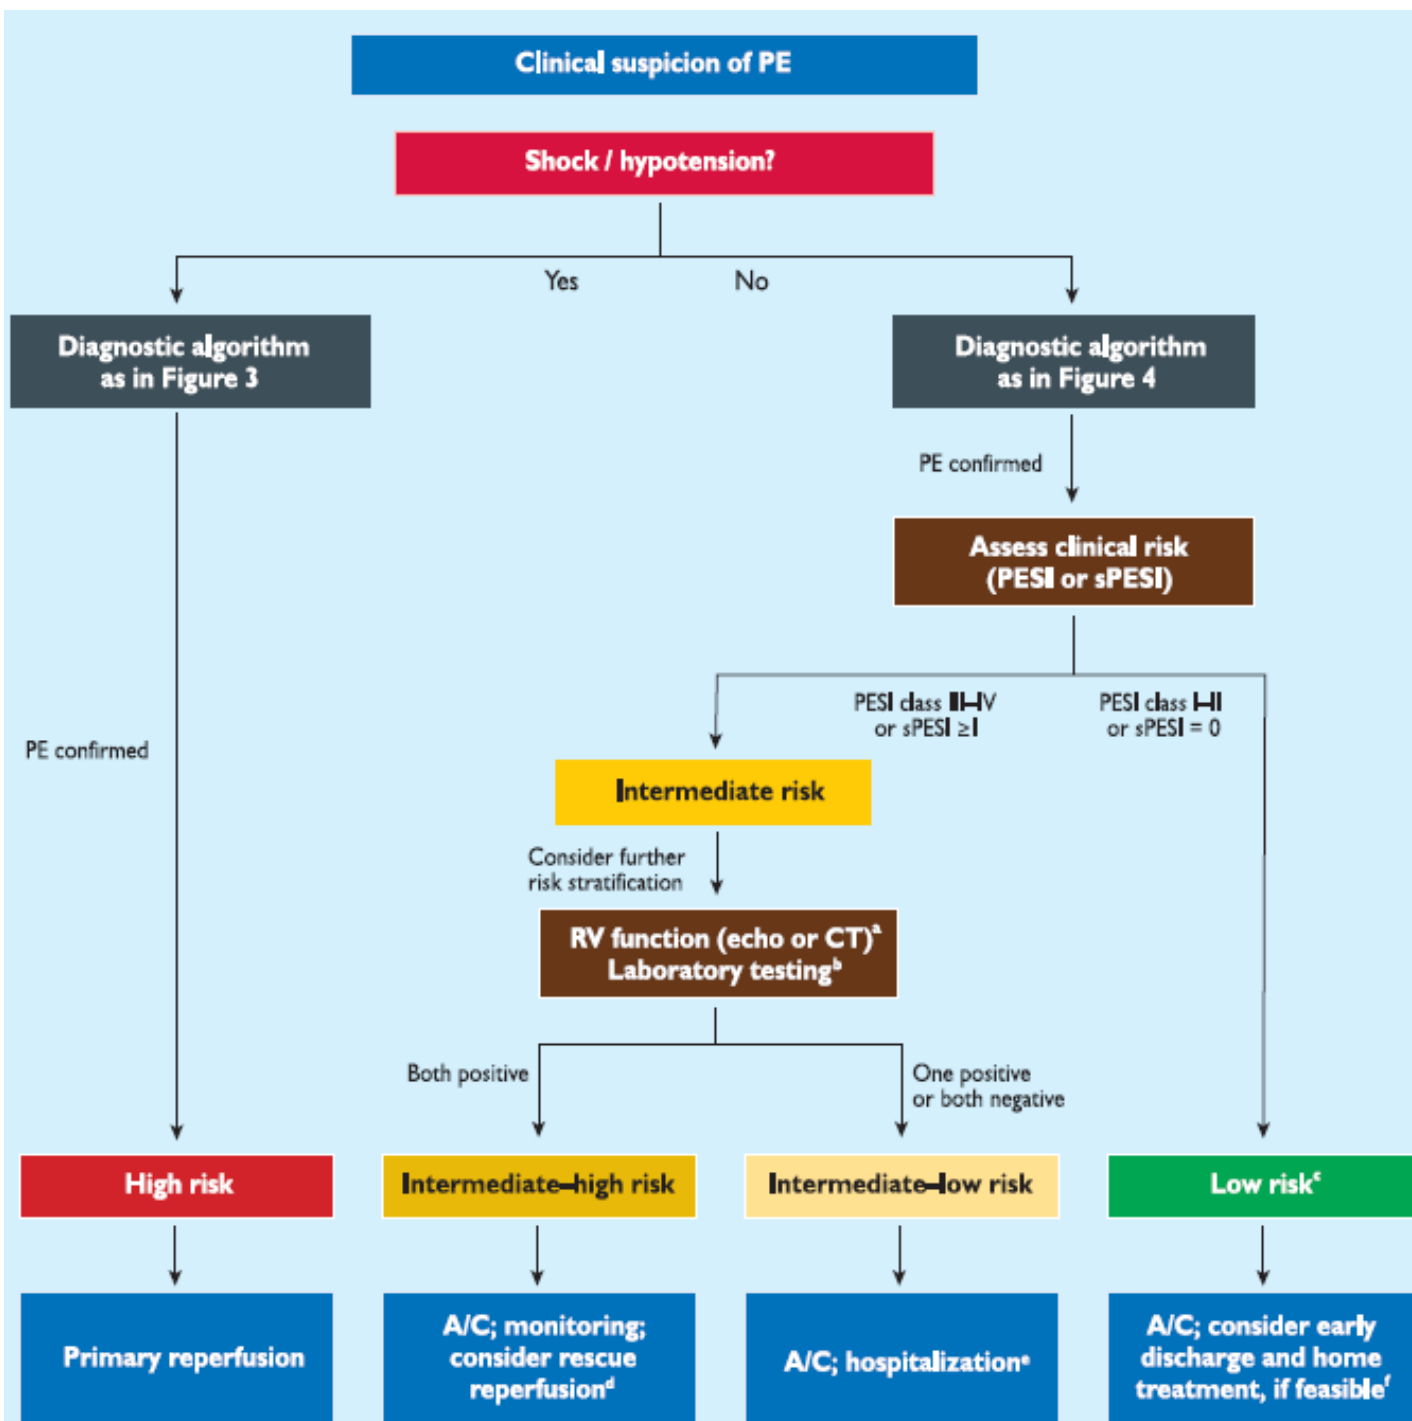 Clinical suspicion of PE
Shock / hypotension?
Yes
No
Diagnostic algorithm
as in Figure 3
Diagnostic algorithm
as in Figure 4
PE confirmed
Assess clinical risk
(PESI or sPESI)
PESI class III–IV
or sPESI ≥1
PESI class I–II
or sPESI = 0
PE confirmed
Intermediate risk
Consider further
risk stratification
RV function (echo or CT)ᵃ
Laboratory testingᵇ
Both positive
One positive
or both negative
High risk
Intermediate–high risk
Intermediate–low risk
Low riskᶜ
Primary reperfusion
A/C; monitoring;
consider rescue
reperfusionᵈ
A/C; hospitalizationᵉ
A/C; consider early
discharge and home
treatment, if feasibleᶠ